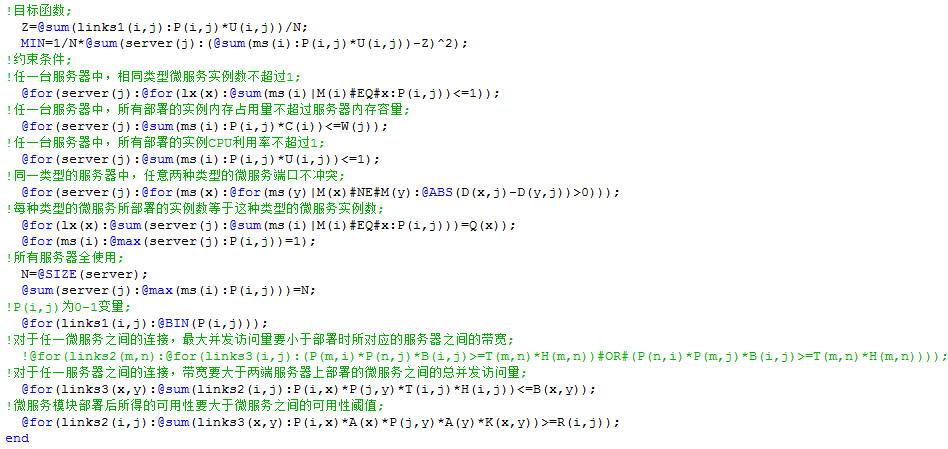 !目标函数;
Z=@sum(links1(i,j):P(i,j)*U(i,j))/N;
MIN=1/N*@sum(server(j):(@sum(ms(i):P(i,j)*U(i,j))-Z)^2);
!约束条件;
!任一台服务器中，相同类型微服务实例数不超过1;
@for(server(j):@for(lx(x):@sum(ms(i)|M(i)#EQ#x:P(i,j))<=1));
!任一台服务器中，所有部署的实例内存占用量不超过服务器内存容量;
@for(server(j):@sum(ms(i):P(i,j)*C(i))<=W(j));
!任一台服务器中，所有部署的实例CPU利用率不超过1;
@for(server(j):@sum(ms(i):P(i,j)*U(i,j))<=1);
!同一类型的服务器中，任意两种类型的微服务端口不冲突;
@for(server(j):@for(ms(x):@for(ms(y)|M(x)#NE#M(y):@ABS(D(x,j)-D(y,j))>0)));
!每种类型的微服务所部署的实例数等于这种类型的微服务实例数;
@for(lx(x):@sum(server(j):@sum(ms(i)|M(i)#EQ#x:P(i,j)))=Q(x));
@for(ms(i):@max(server(j):P(i,j))=1);
!所有服务器全使用;
N=@SIZE(server);
@sum(server(j):@max(ms(i):P(i,j)))=N;
!P(i,j)为0-1变量;
@for(links1(i,j):@BIN(P(i,j)));
!对于任一微服务之间的连接，最大并发访问量要小于部署时所对应的服务器之间的带宽;
!@for(links2(m,n):@for(links3(i,j):(P(m,i)*P(n,j)*B(i,j)>=T(m,n)*H(m,n))#OR#(P(n,i)*P(m,j)*B(i,j)>=T(m,n)*H(m,n))));
!对于任一服务器之间的连接，带宽要大于两端服务器上部署的微服务之间的总并发访问量;
@for(links3(x,y):@sum(links2(i,j):P(i,x)*P(j,y)*T(i,j)*H(i,j))<=B(x,y));
!微服务模块部署后所得的可用性要大于微服务之间的可用性阈值;
@for(links2(i,j):@sum(links3(x,y):P(i,x)*A(x)*P(j,y)*A(y)*K(x,y))>=R(i,j));
end